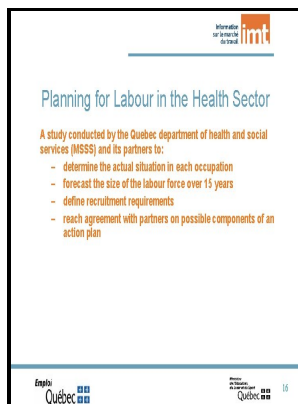 Information
sur le marché
du travail
imt
Planning for Labour in the Health Sector
A study conducted by the Quebec department of health and social
services (MSSS) and its partners to:
– determine the actual situation in each occupation
– forecast the size of the labour force over 15 years
– define recruitment requirements
– reach agreement with partners on possible components of an
action plan
Emploi
Québec
Québec
16